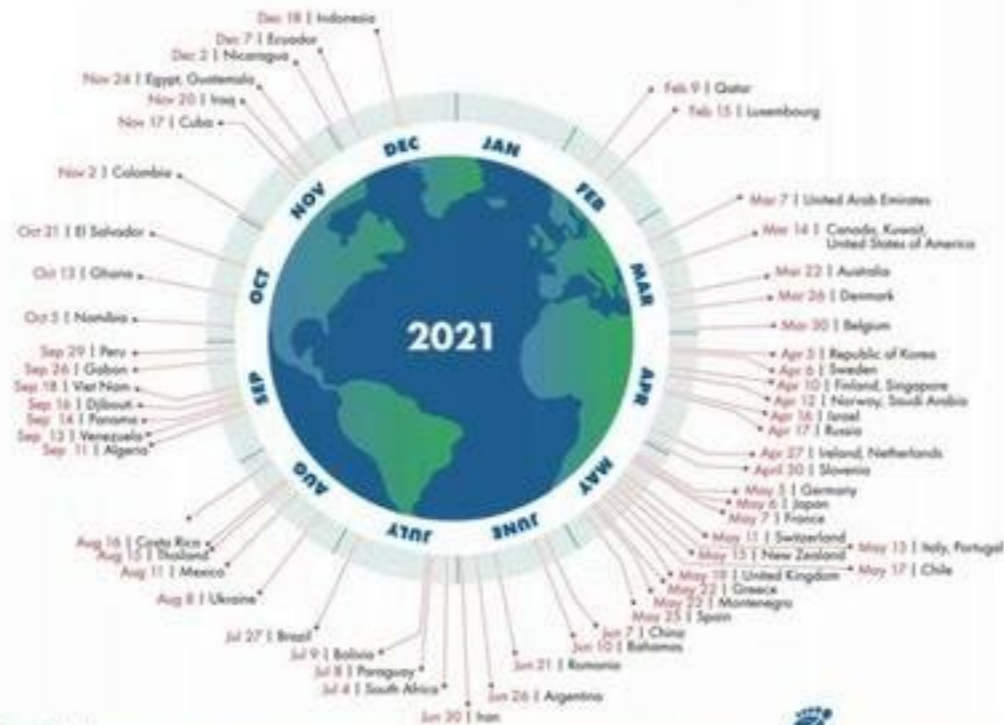 Dec 18 | Indonesia
Dec 7 | Ecuador
Dec 2 | Nicaragua
Nov 24 | Egypt, Guatemala
Nov 20 | Iraq
Nov 17 | Cuba
Nov 2 | Colombia
Oct 21 | El Salvador
Oct 13 | Ghana
Oct 5 | Namibia
Sep 29 | Peru
Sep 26 | Gabon
Sep 18 | Viet Nam
Sep 16 | Djibouti
Sep 14 | Panama
Sep 13 | Venezuela
Sep 11 | Algeria
Aug 16 | Costa Rica
Aug 15 | Thailand
Aug 11 | Mexico
Aug 8 | Ukraine
Jul 27 | Brazil
Jul 9 | Bolivia
Jul 8 | Paraguay
Jul 4 | South Africa
Jun 30 | Iran
Feb 9 | Qatar
Feb 15 | Luxembourg
Mar 7 | United Arab Emirates
Mar 14 | Canada, Kuwait,
United States of America
Mar 22 | Australia
Mar 26 | Denmark
Mar 30 | Belgium
Apr 5 | Republic of Korea
Apr 6 | Sweden
Apr 10 | Finland, Singapore
Apr 12 | Norway, Saudi Arabia
Apr 16 | Israel
Apr 17 | Russia
Apr 27 | Ireland, Netherlands
April 30 | Slovenia
May 5 | Germany
May 6 | Japan
May 7 | France
May 11 | Switzerland
May 13 | Italy, Portugal
May 15 | New Zealand
May 17 | Chile
May 19 | United Kingdom
May 22 | Greece
May 22 | Montenegro
May 25 | Spain
Jun 7 | China
Jun 10 | Bahamas
Jun 21 | Romania
Jun 26 | Argentina
JAN
FEB
MAR
APR
MAY
JUNE
JULY
AUG
SEP
OCT
NOV
DEC
2021